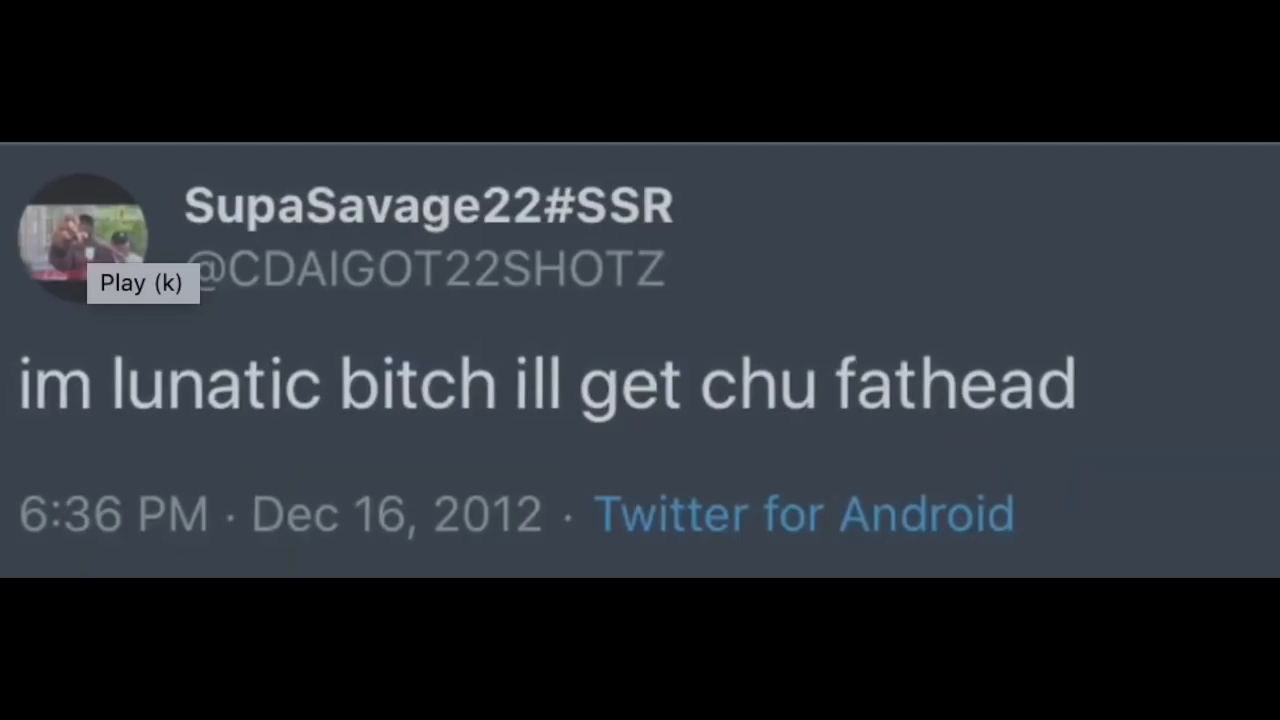 SupaSavage22#SSR
@CDAIGOT22SHOTZ
Play (k)
im lunatic bitch ill get chu fathead
6:36 PM · Dec 16, 2012 · Twitter for Android